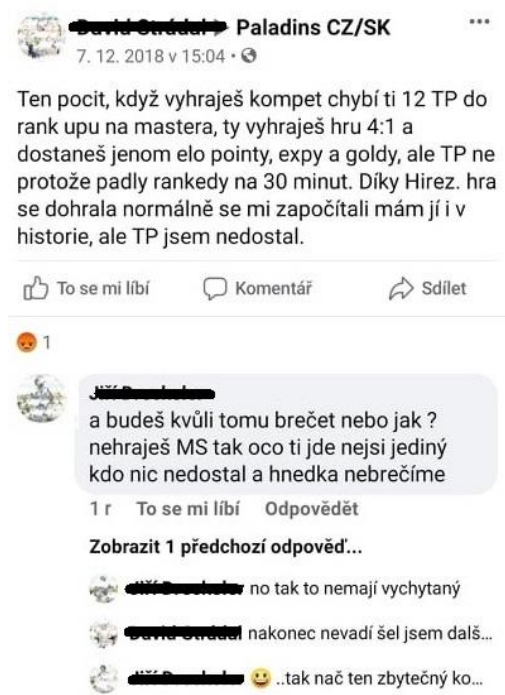 Paladins CZ/SK
7. 12. 2018 v 15:04 •
Ten pocit, když vyhraješ kompet chybí ti 12 TP do
rank upu na mastera, ty vyhraješ hru 4:1 a
dostaneš jenom elo pointy, expy a goldy, ale TP ne
protože padly rankedy na 30 minut. Díky Hirez. hra
se dohrala normálně se mi započítali mám jí i v
historie, ale TP jsem nedostal.
To se mi líbí Komentář Sdílet
1
a budeš kvůli tomu brečet nebo jak ?
nehraješ MS tak oco ti jde nejsi jediný
kdo nic nedostal a hnedka nebrečíme
1 r To se mi líbí Odpovědět
Zobrazit 1 předchozí odpověď...
no tak to nemají vychytaný
nakonec nevadí šel jsem dalš...
..tak nač ten zbytečný ko...